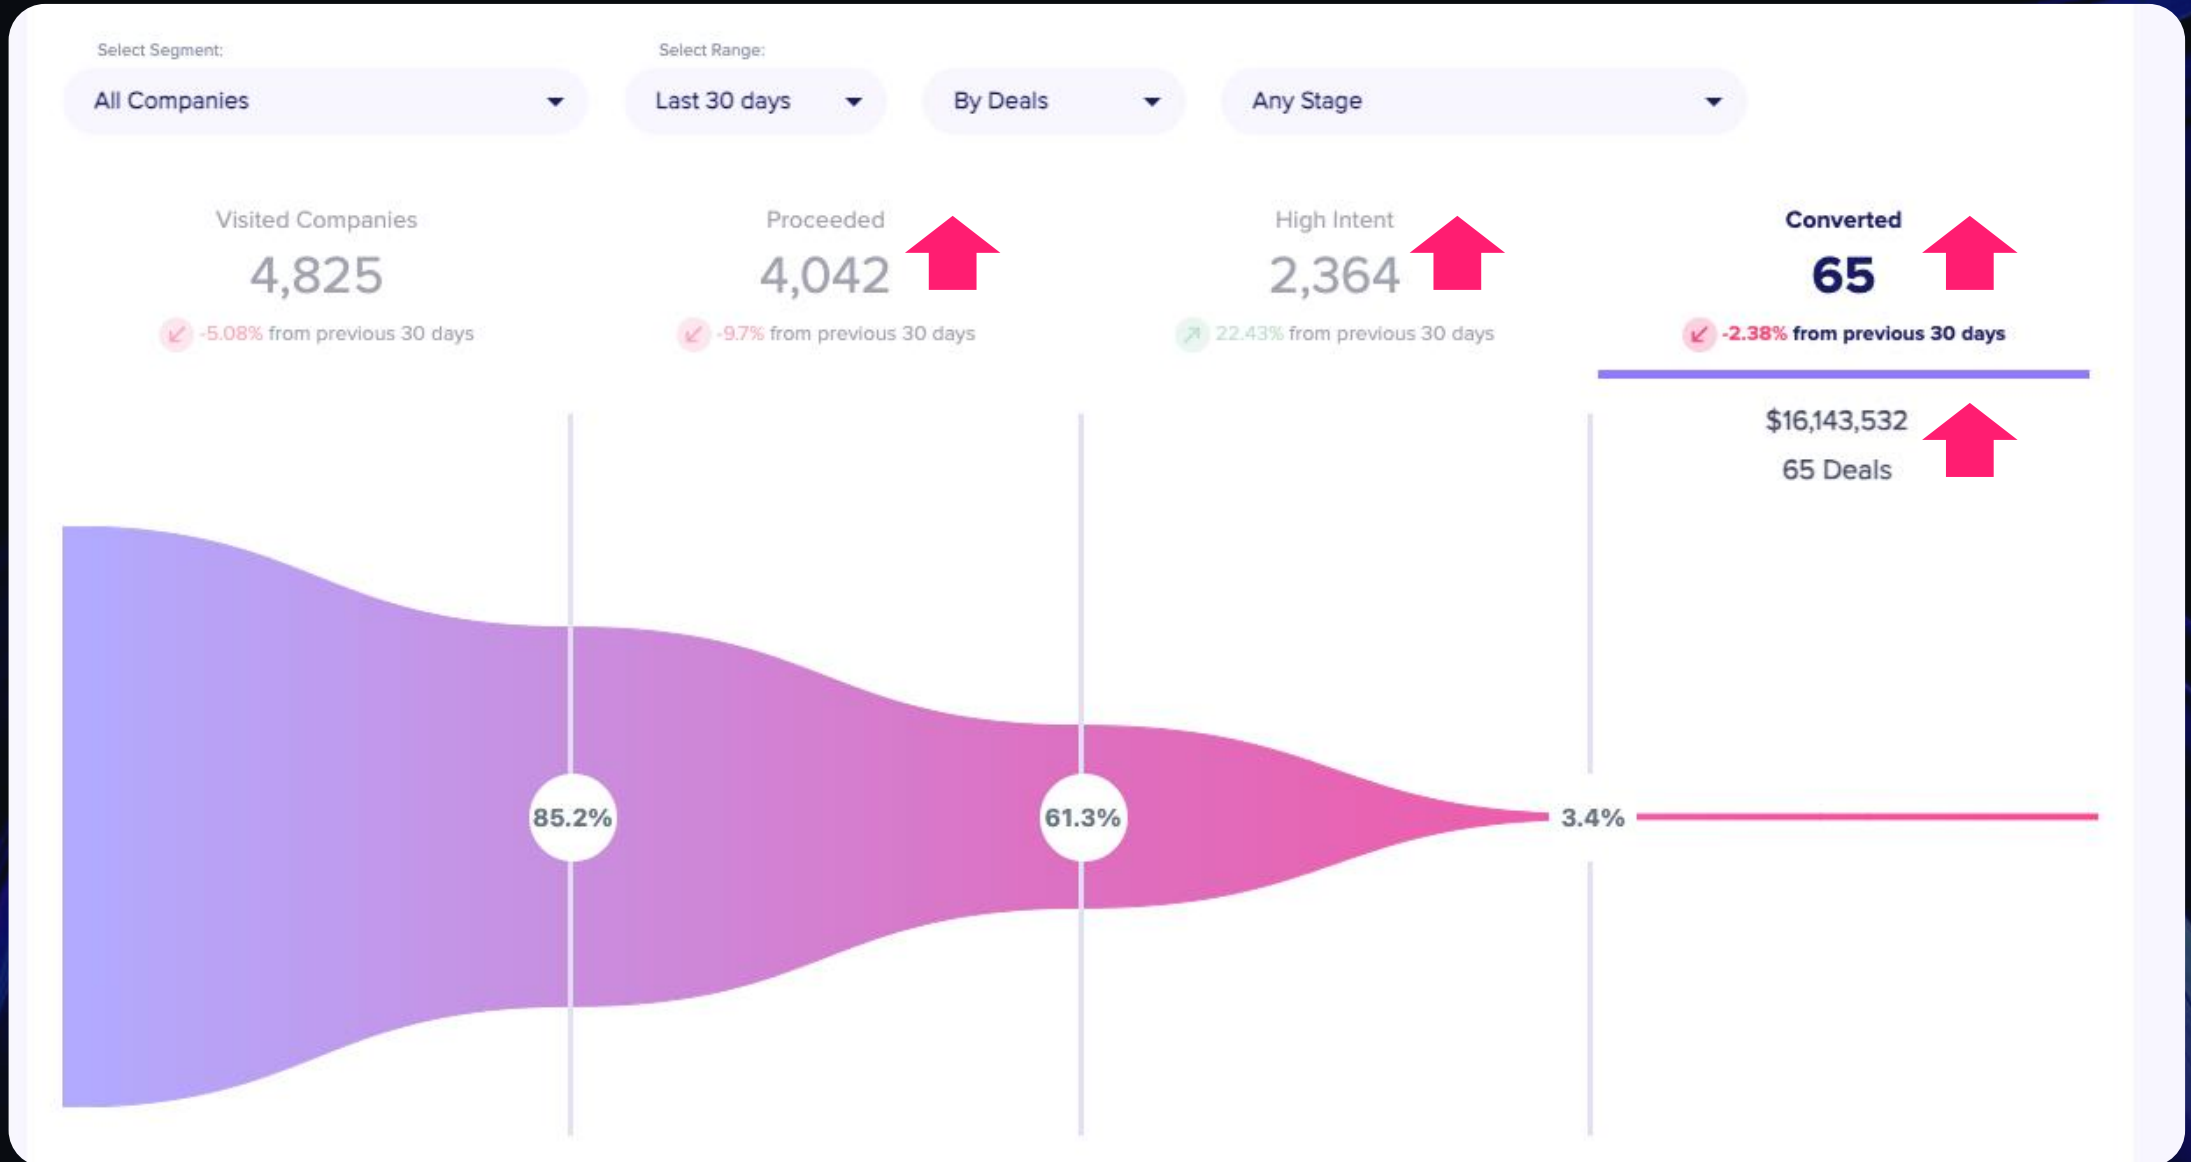 Select Segment:
Select Range:
All Companies
Last 30 days
By Deals
Any Stage
Visited Companies
4,825
-5.08% from previous 30 days
Proceeded
4,042
-9.7% from previous 30 days
High Intent
2,364
22.43% from previous 30 days
Converted
65
-2.38% from previous 30 days
$16,143,532
65 Deals
85.2%
61.3%
3.4%